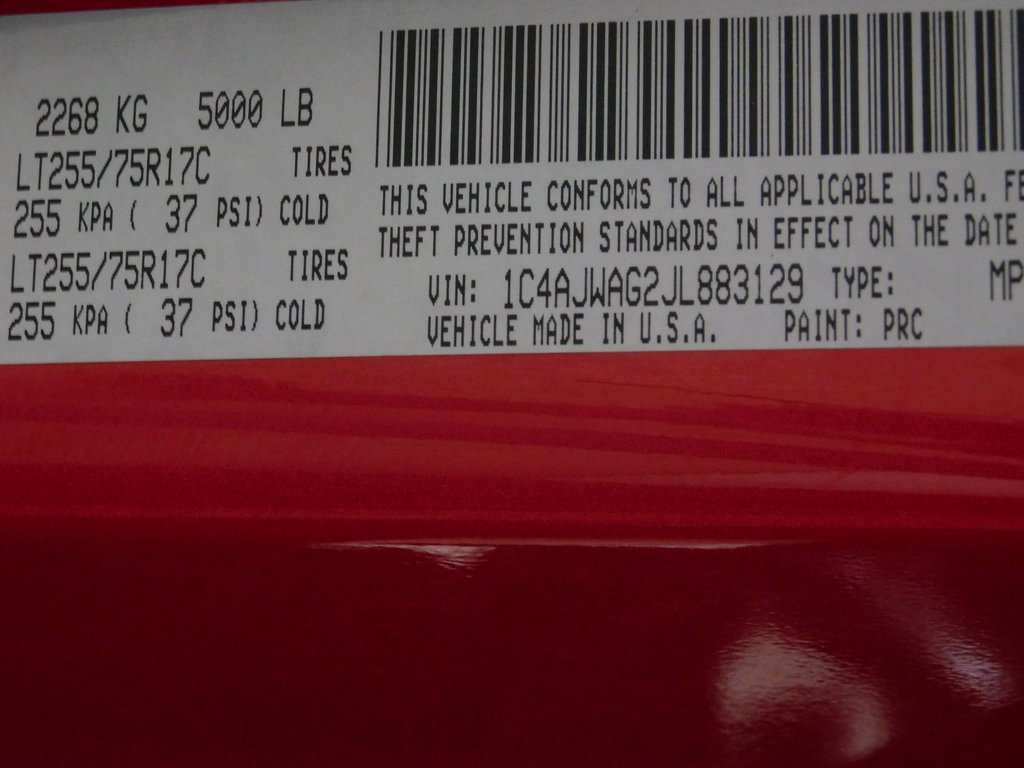 2268 KG 5000 LB
LT255/75R17C TIRES
255 KPA ( 37 PSI) COLD
LT255/75R17C TIRES
255 KPA ( 37 PSI) COLD
THIS VEHICLE CONFORMS TO ALL APPLICABLE U.S.A. FE
THEFT PREVENTION STANDARDS IN EFFECT ON THE DATE
VIN: 1C4AJWAG2JL883129 TYPE: MP
VEHICLE MADE IN U.S.A. PAINT: PRC